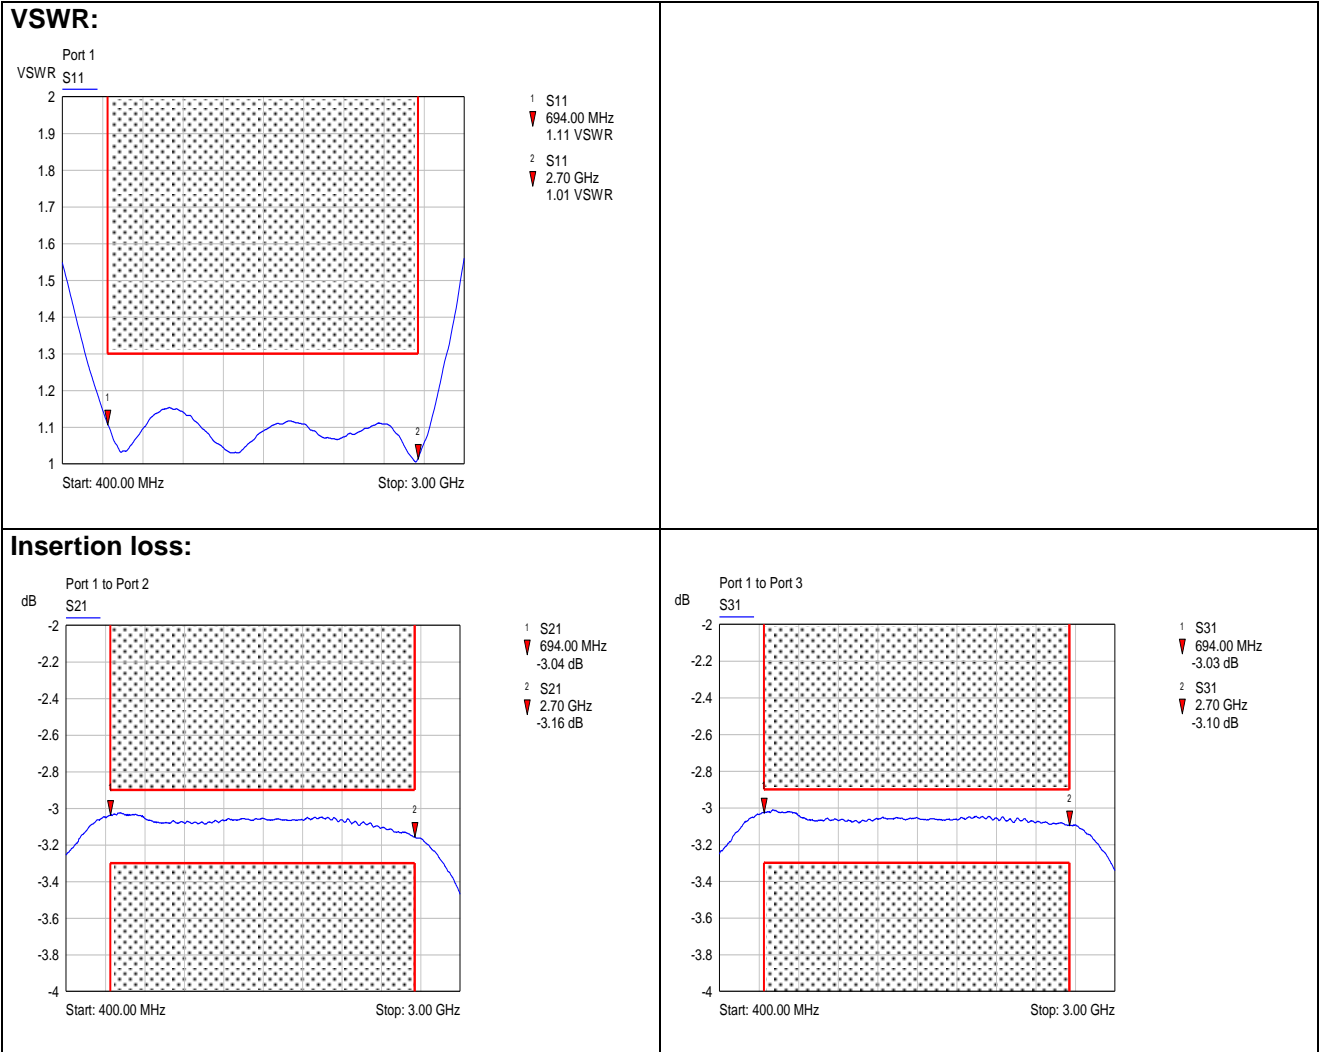 VSWR:
Port 1
VSWR
S11
2
1.9
1.8
1.7
1.6
1.5
1.4
1.3
1.2
1.1
1
1
2
Start: 400.00 MHz
Stop: 3.00 GHz
1 S11
694.00 MHz
1.11 VSWR
2 S11
2.70 GHz
1.01 VSWR
Insertion loss:
Port 1 to Port 2
dB
S21
-2
-2.2
-2.4
-2.6
-2.8
-3
-3.2
-3.4
-3.6
-3.8
-4
2
Start: 400.00 MHz
Stop: 3.00 GHz
1 S21
694.00 MHz
-3.04 dB
2 S21
2.70 GHz
-3.16 dB
Port 1 to Port 3
dB
S31
-2
-2.2
-2.4
-2.6
-2.8
-3
-3.2
-3.4
-3.6
-3.8
-4
2
Start: 400.00 MHz
Stop: 3.00 GHz
1 S31
694.00 MHz
-3.03 dB
2 S31
2.70 GHz
-3.10 dB